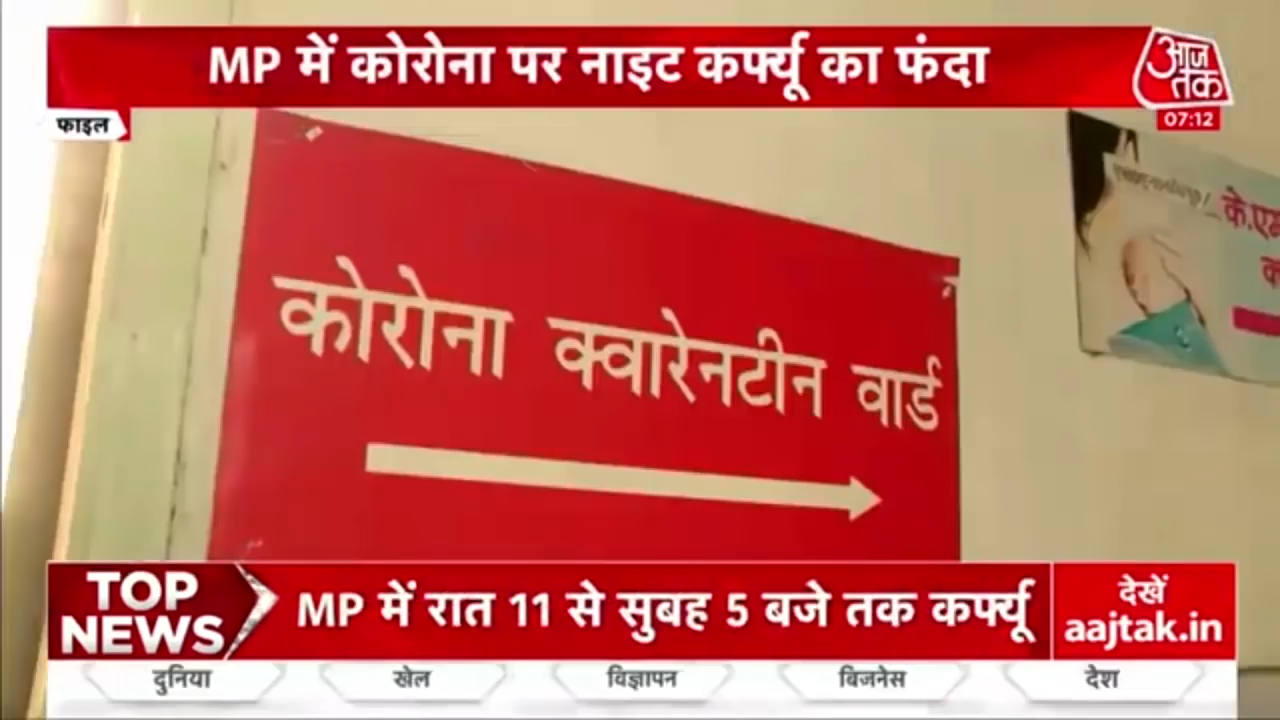 MP में कोरोना पर नाइट कर्फ्यू का फंदा
आज तक
07:12
फाइल
के.एम
कोरोना क्वारेनटीन वार्ड
TOP NEWS
MP में रात 11 से सुबह 5 बजे तक कर्फ्यू
देखें
aajtak.in
दुनिया
खेल
विज्ञापन
बिजनेस
देश